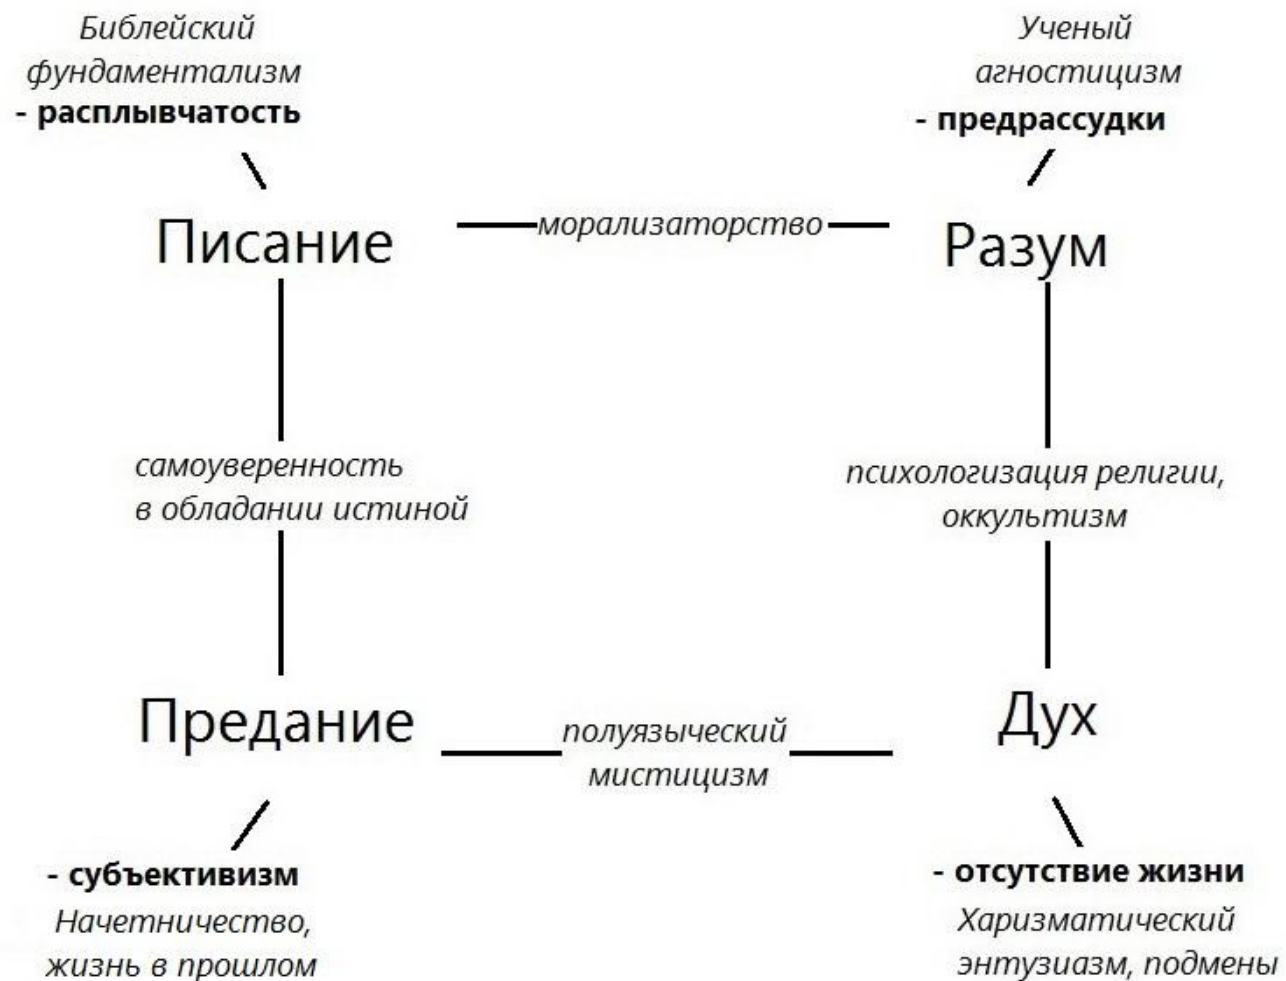 Библейский
фундаментализм
- расплывчатость
Ученый
агностицизм
- предрассудки
Писание
морализаторство
Разум
самоуверенность
в обладании истиной
психологизация религии,
оккультизм
Предание
полуязыческий
мистицизм
Дух
- субъективизм
Начетничество,
жизнь в прошлом
- отсутствие жизни
Харизматический
энтузиазм, подмены